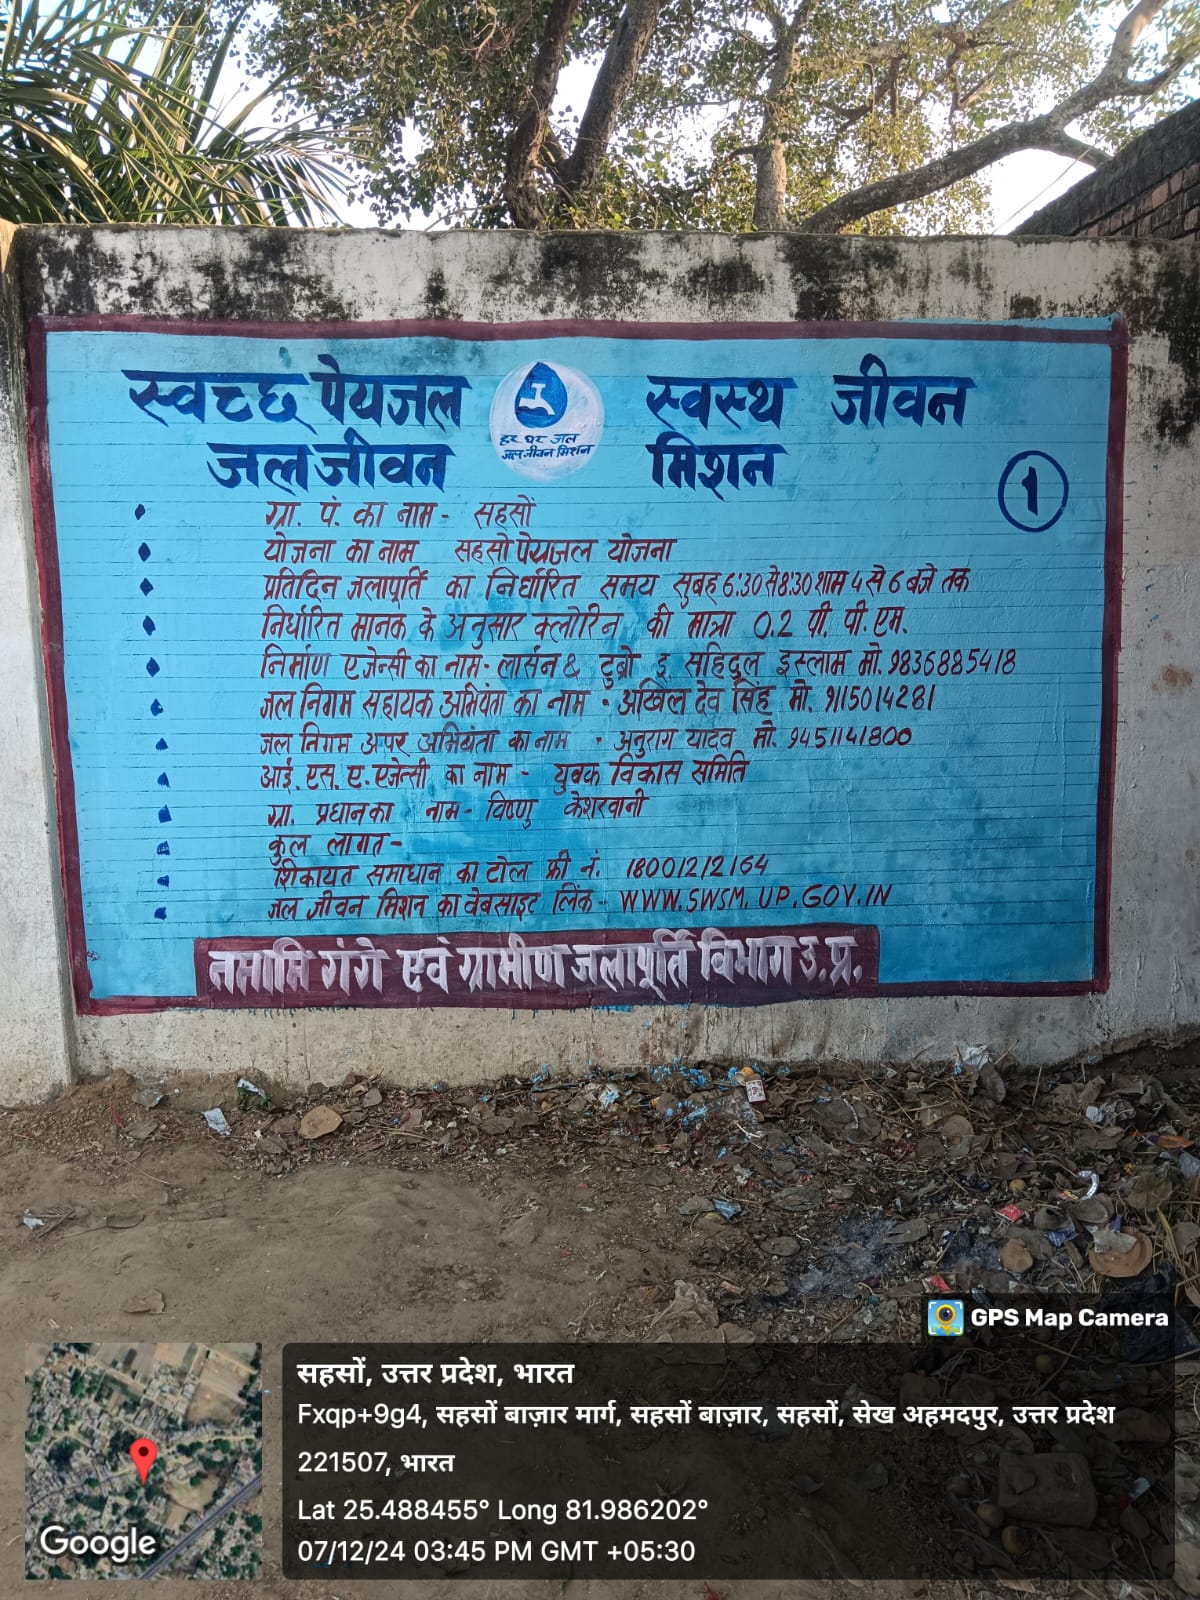 स्वच्छ पेयजल स्वस्थ जीवन
जल जीवन मिशन
हर घर जल
जल जीवन मिशन
1
ग्रा. पं. का नाम - सहसों
योजना का नाम सहसो पेयजल योजना
प्रतिदिन जलापूर्ति का निर्धारित समय सुबह 6:30 से 8:30 शाम 4 से 6 बजे तक
निर्धारित मानक के अनुसार क्लोरिन की मात्रा 0.2 पी. पी. एम.
निर्माण एजेन्सी का नाम - लार्सन & टुब्रो इ. सहिदुल इस्लाम मो. 9836885418
जल निगम सहायक अभियंता का नाम - अखिल देव सिंह मो. 9115014281
जल निगम अपर अभियंता का नाम - अनुराग यादव मो. 9451141800
आई. एस. ए. एजेन्सी का नाम - युवक विकास समिति
ग्रा. प्रधान का नाम - विष्णु केशरवानी
कुल लागत -
शिकायत समाधान का टोल फ्री नं. 18001212164
जल जीवन मिशन का वेबसाइट लिंक - WWW.SWSM.UP.GOV.IN
नमामि गंगे एवं ग्रामीण जलापूर्ति विभाग उ.प्र.
GPS Map Camera
सहसों, उत्तर प्रदेश, भारत
Fxqp+9g4, सहसों बाज़ार मार्ग, सहसों बाज़ार, सहसों, सेख अहमदपुर, उत्तर प्रदेश
221507, भारत
Lat 25.488455° Long 81.986202°
07/12/24 03:45 PM GMT +05:30
Google